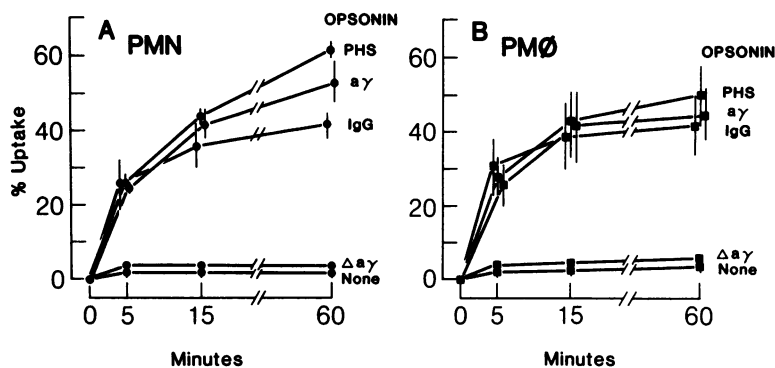 A PMN
OPSONIN
PHS
aγ
IgG
Δaγ
None
% Uptake
60
40
20
0
0 5 15 60
Minutes
B PMØ
OPSONIN
PHS
aγ
IgG
Δaγ
None
60
40
20
0
0 5 15 60
Minutes